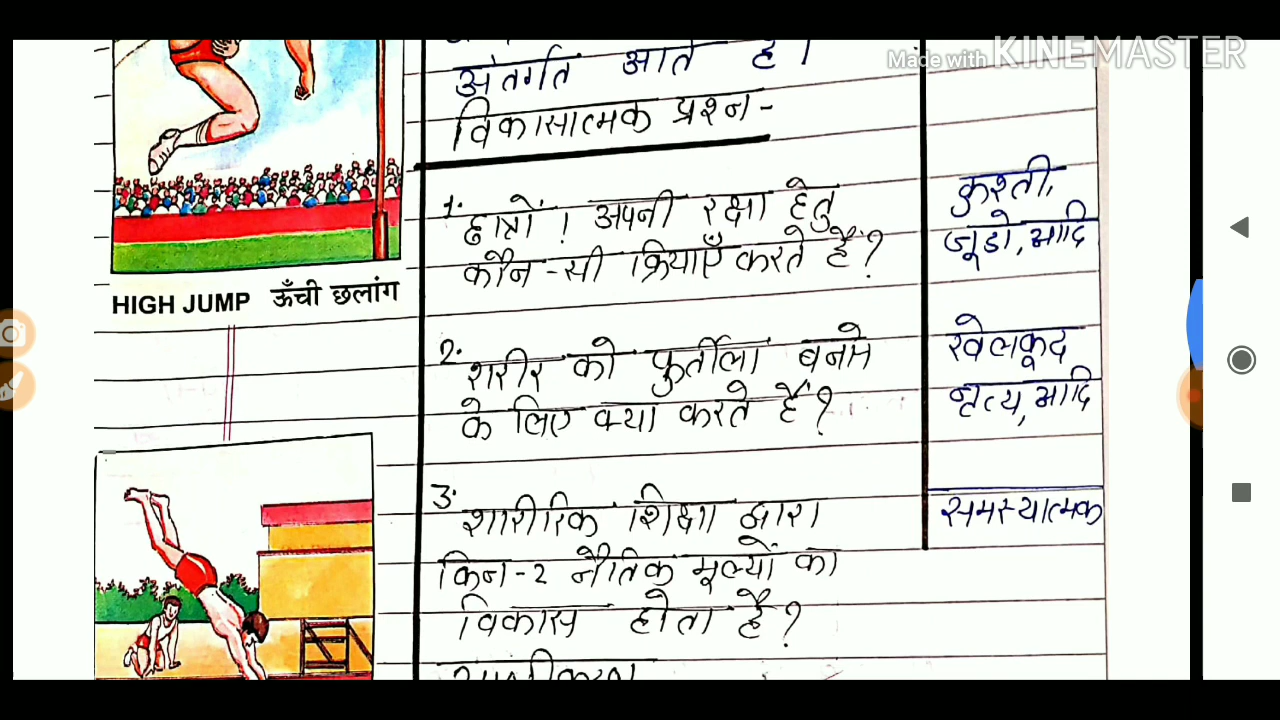 Made with KINEMASTER
अंतर्गत आते है।
विकासात्मक प्रश्न-
1. छात्रों! अपनी रक्षा हेतु
कौन-सी क्रियाएँ करते हैं?
कुश्ती,
जूडो, आदि
HIGH JUMP ऊँची छलांग
2. शरीर को फुर्तीला बनाने
के लिए क्या करते हैं?
खेलकूद
नृत्य, आदि
3. शारीरिक शिक्षा द्वारा
किन-2 नैतिक मूल्यों का
विकास होता है?
समस्यात्मक